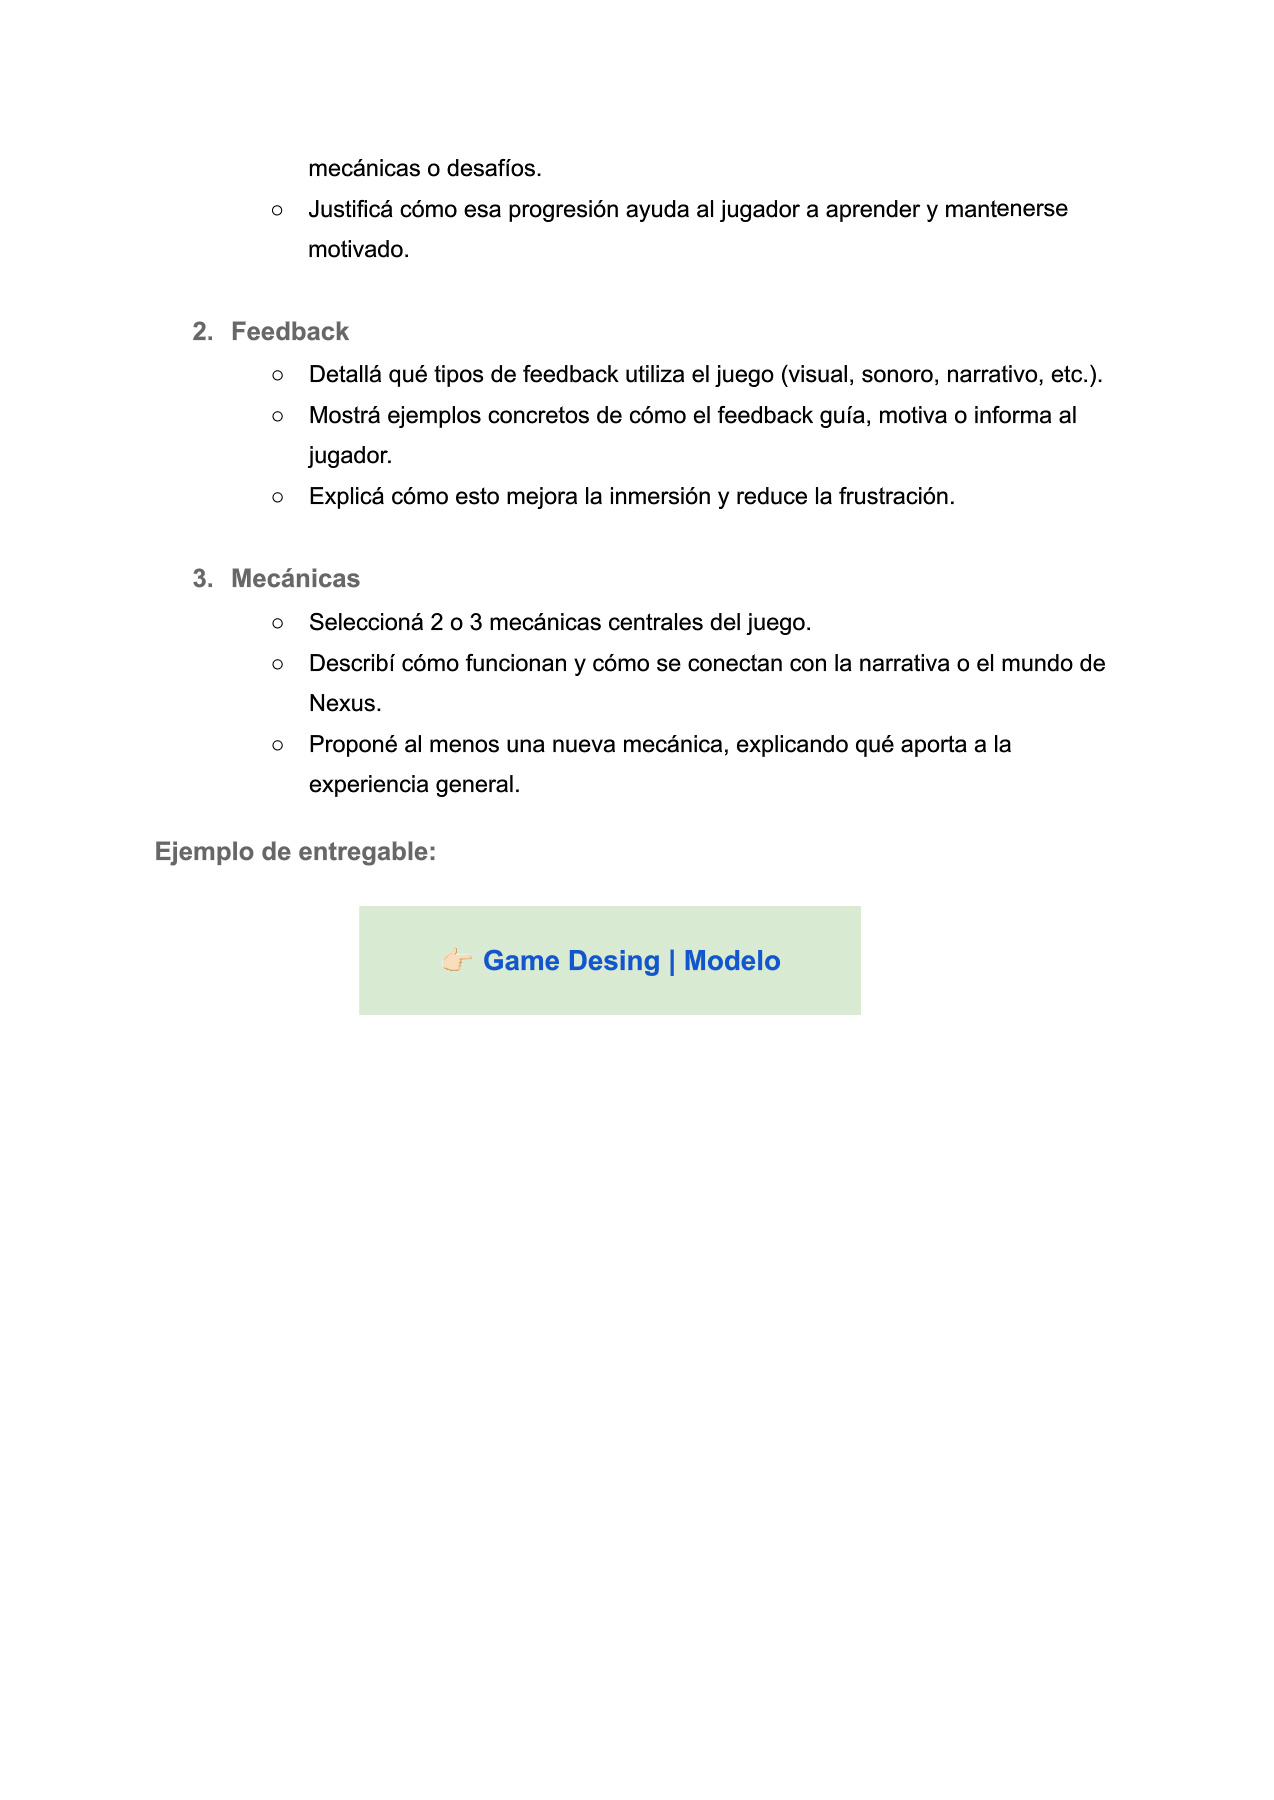 mecánicas o desafíos.
○ Justificá cómo esa progresión ayuda al jugador a aprender y mantenerse
motivado.
2. Feedback
○ Detallá qué tipos de feedback utiliza el juego (visual, sonoro, narrativo, etc.).
○ Mostrá ejemplos concretos de cómo el feedback guía, motiva o informa al
jugador.
○ Explicá cómo esto mejora la inmersión y reduce la frustración.
3. Mecánicas
○ Seleccioná 2 o 3 mecánicas centrales del juego.
○ Describí cómo funcionan y cómo se conectan con la narrativa o el mundo de
Nexus.
○ Proponé al menos una nueva mecánica, explicando qué aporta a la
experiencia general.
Ejemplo de entregable:
👉🏻 Game Desing | Modelo